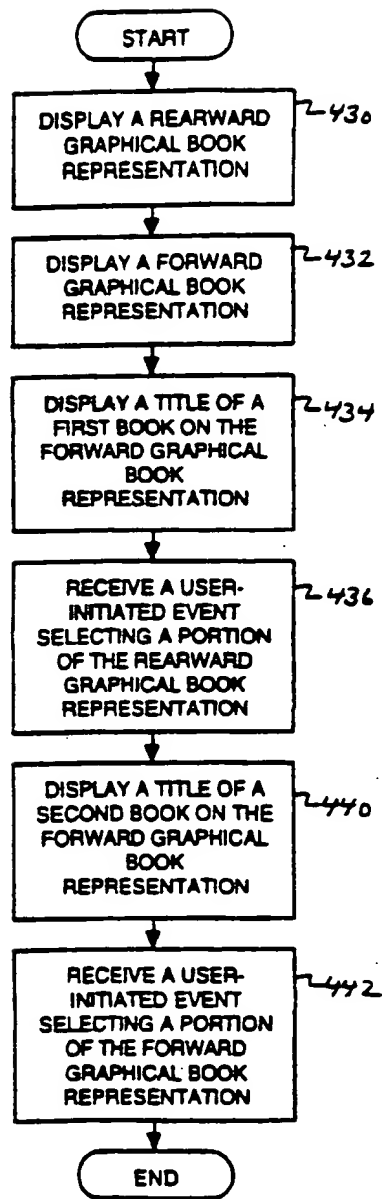 START
DISPLAY A REARWARD
GRAPHICAL BOOK
REPRESENTATION
430
DISPLAY A FORWARD
GRAPHICAL BOOK
REPRESENTATION
432
DISPLAY A TITLE OF A
FIRST BOOK ON THE
FORWARD GRAPHICAL
BOOK
REPRESENTATION
434
RECEIVE A USER-
INITIATED EVENT
SELECTING A PORTION
OF THE REARWARD
GRAPHICAL BOOK
REPRESENTATION
436
DISPLAY A TITLE OF A
SECOND BOOK ON THE
FORWARD GRAPHICAL
BOOK
REPRESENTATION
440
RECEIVE A USER-
INITIATED EVENT
SELECTING A PORTION
OF THE FORWARD
GRAPHICAL BOOK
REPRESENTATION
442
END